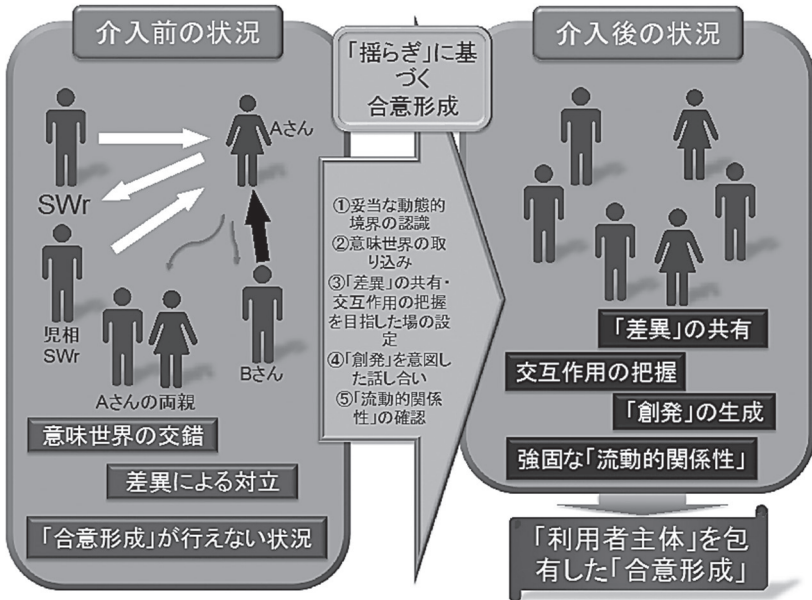 介入前の状況
Aさん
SWr
児相
SWr
Aさんの両親
Bさん
意味世界の交錯
差異による対立
「合意形成」が行えない状況
「揺らぎ」に基
づく
合意形成
①妥当な動態的
境界の認識
②意味世界の取
り込み
③「差異」の共有・
交互作用の把握
を目指した場の設
定
④「創発」を意図し
た話し合い
⑤「流動的関係
性」の確認
介入後の状況
「差異」の共有
交互作用の把握
「創発」の生成
強固な「流動的関係性」
「利用者主体」を包
有した「合意形成」